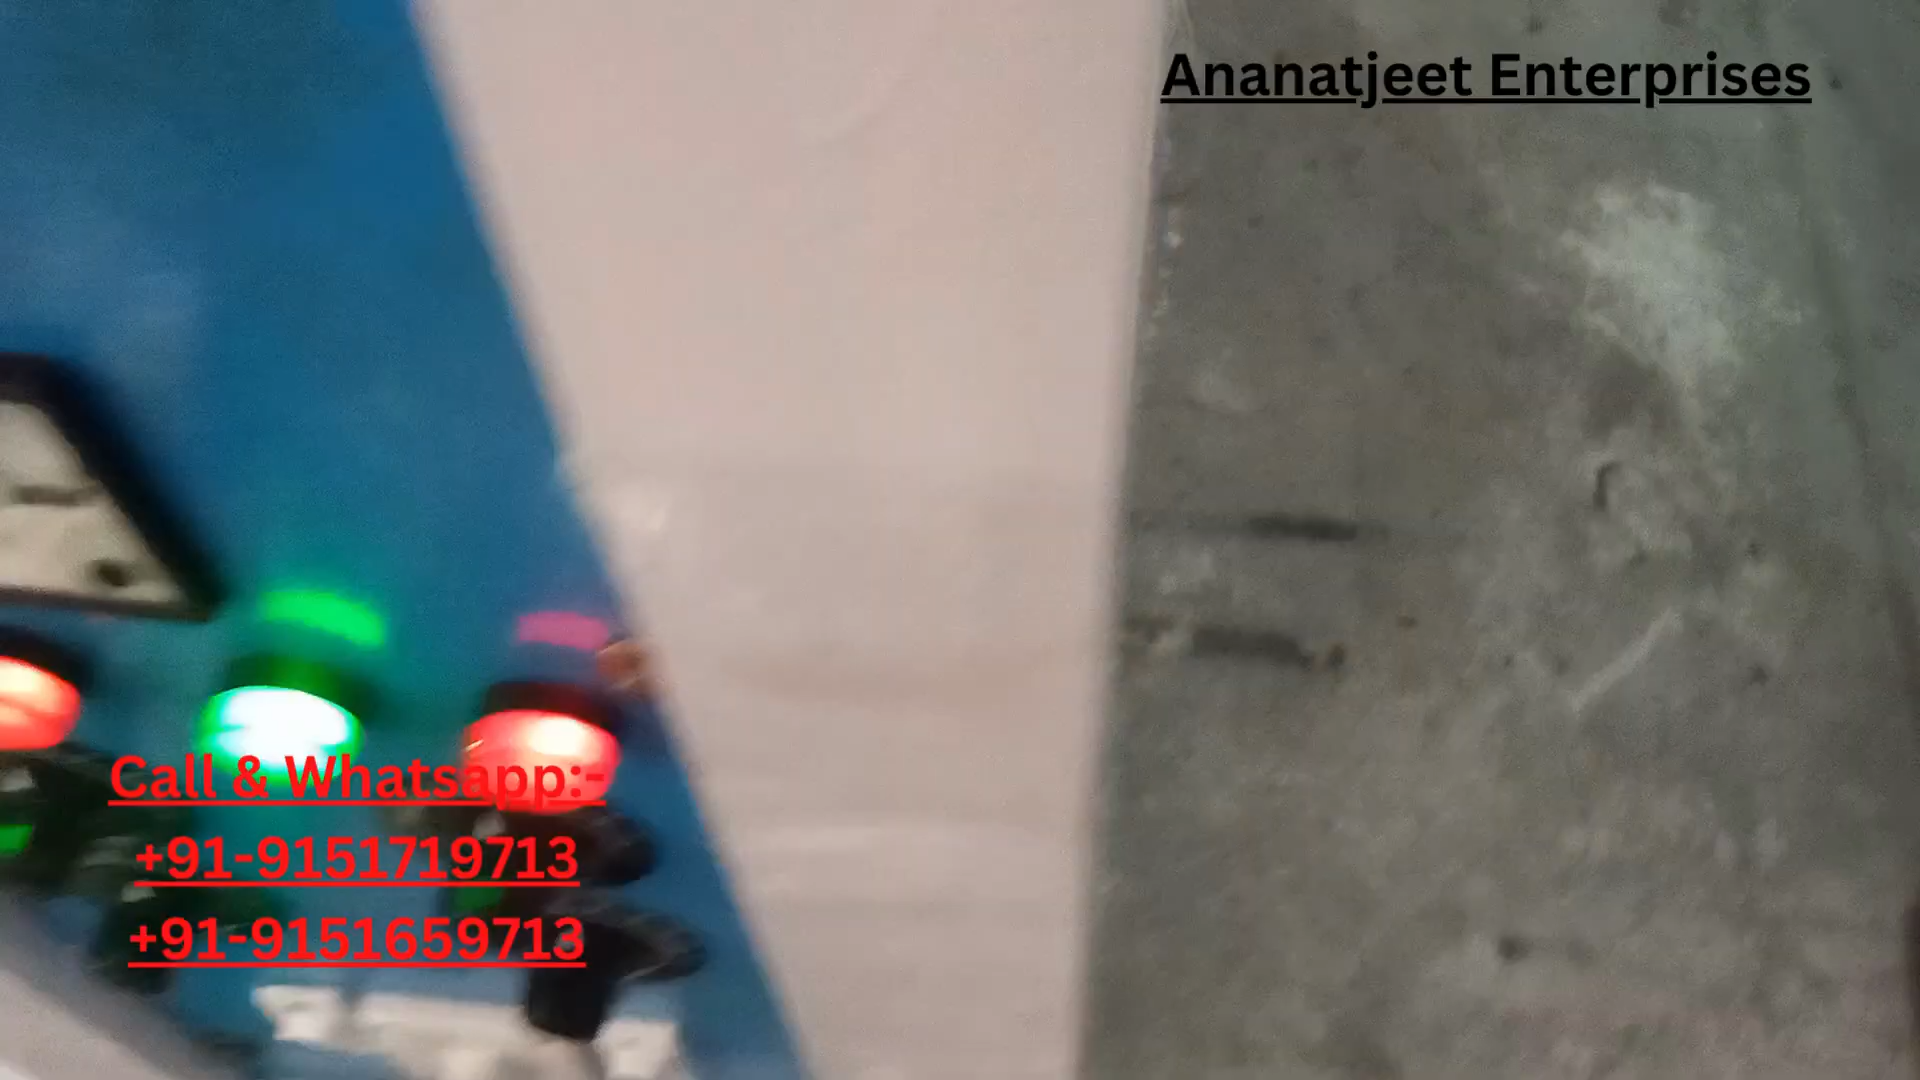 Ananatjeet Enterprises
Call & Whatsapp:-
+91-9151719713
+91-9151659713